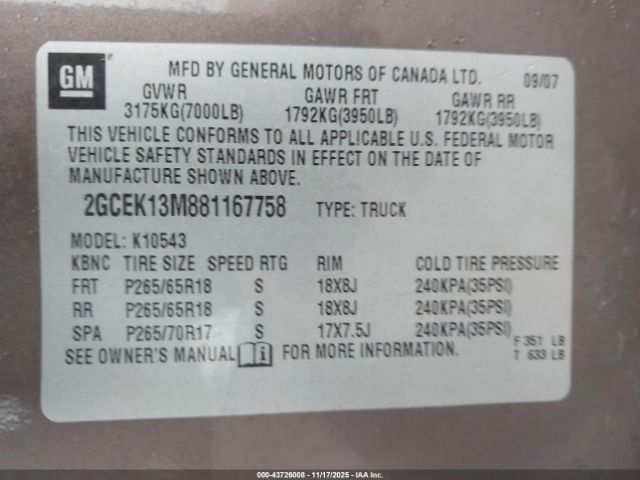 GM
MFD BY GENERAL MOTORS OF CANADA LTD. 09/07
GVWR GAWR FRT GAWR RR
3175KG(7000LB) 1792KG(3950LB) 1792KG(3950LB)
THIS VEHICLE CONFORMS TO ALL APPLICABLE U.S. FEDERAL MOTOR
VEHICLE SAFETY STANDARDS IN EFFECT ON THE DATE OF
MANUFACTURE SHOWN ABOVE.
2GCEK13M881167758 TYPE: TRUCK
MODEL: K10543
KBNC TIRE SIZE SPEED RTG RIM COLD TIRE PRESSURE
FRT P265/65R18 S 18X8J 240KPA(35PSI)
RR P265/65R18 S 18X8J 240KPA(35PSI)
SPA P265/70R17 S 17X7.5J 240KPA(35PSI)
SEE OWNER'S MANUAL i FOR MORE INFORMATION.
F 351 LB
T 633 LB
000-43726008 - 11/17/2025 - IAAI.COM